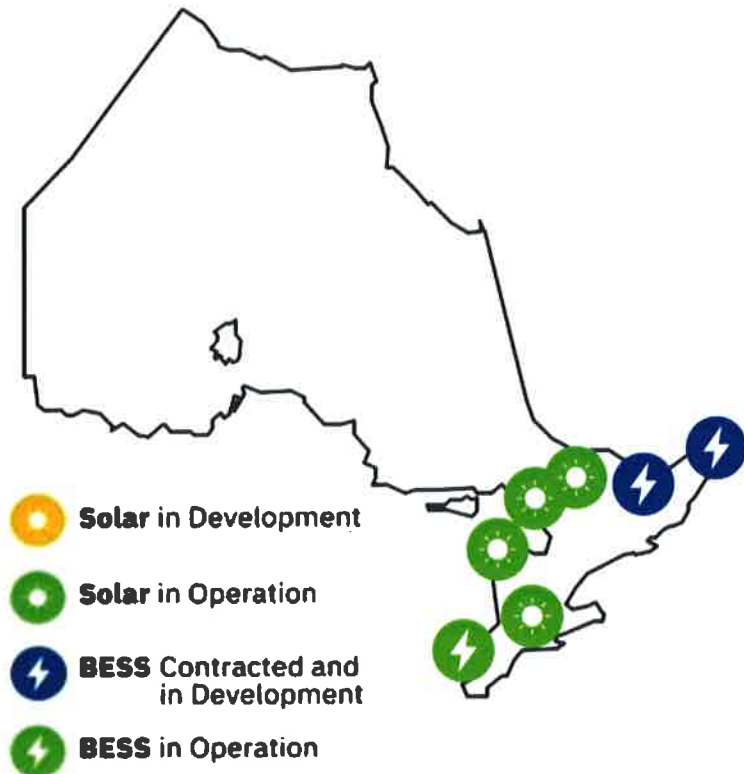 Solar in Development
Solar in Operation
BESS Contracted and
in Development
BESS in Operation